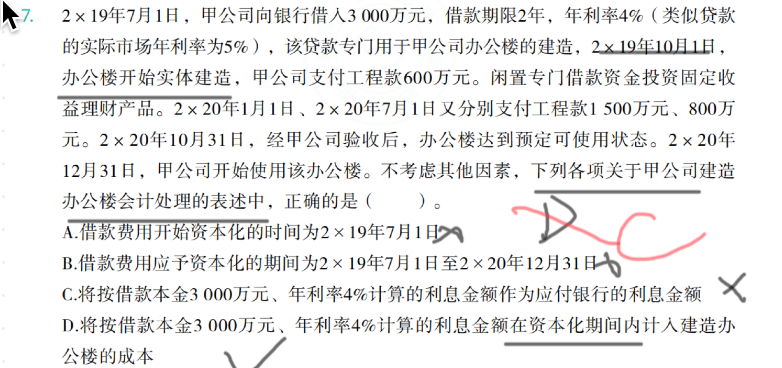 7. 2×19年7月1日，甲公司向银行借入3 000万元，借款期限2年，年利率4%（类似贷款
的实际市场年利率为5%），该贷款专门用于甲公司办公楼的建造，2×19年10月1日，
办公楼开始实体建造，甲公司支付工程款600万元。闲置专门借款资金投资固定收
益理财产品。2×20年1月1日、2×20年7月1日又分别支付工程款1 500万元、800万
元。2×20年10月31日，经甲公司验收后，办公楼达到预定可使用状态。2×20年
12月31日，甲公司开始使用该办公楼。不考虑其他因素，下列各项关于甲公司建造
办公楼会计处理的表述中，正确的是（　　）。
D C
A.借款费用开始资本化的时间为2×19年7月1日
B.借款费用应予资本化的期间为2×19年7月1日至2×20年12月31日
C.将按借款本金3 000万元、年利率4%计算的利息金额作为应付银行的利息金额
D.将按借款本金3 000万元、年利率4%计算的利息金额在资本化期间内计入建造办
公楼的成本